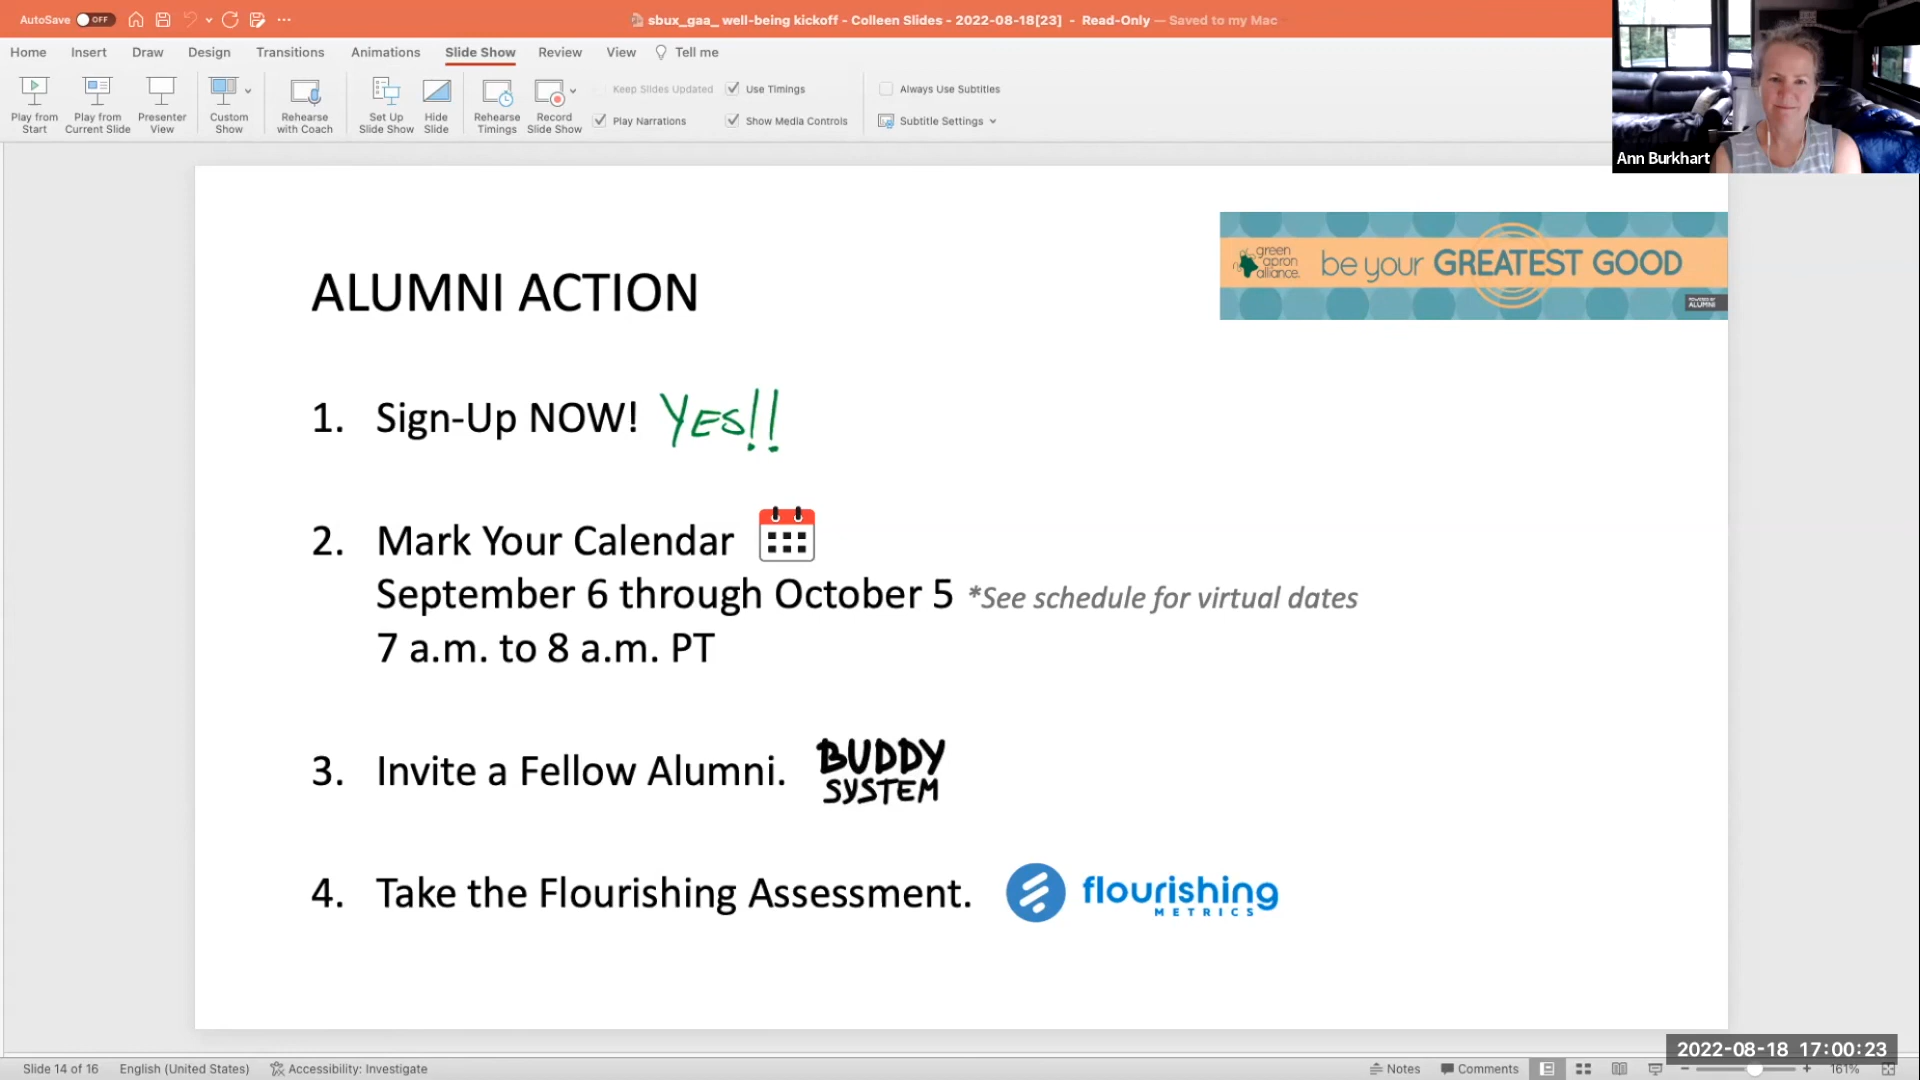 AutoSave OFF
sbux_gaa_ well-being kickoff - Colleen Slides - 2022-08-18[23] - Read-Only — Saved to my Mac
Home Insert Draw Design Transitions Animations Slide Show Review View Tell me
Play from Start
Play from Current Slide
Presenter View
Custom Show
Rehearse with Coach
Set Up Slide Show
Hide Slide
Rehearse Timings
Record Slide Show
Keep Slides Updated
Play Narrations
Use Timings
Show Media Controls
Always Use Subtitles
Subtitle Settings
Ann Burkhart
green
apron
alliance.
be your GREATEST GOOD
POWERED BY
ALUMNI
ALUMNI ACTION
1. Sign-Up NOW! YES!!
2. Mark Your Calendar
September 6 through October 5 *See schedule for virtual dates
7 a.m. to 8 a.m. PT
3. Invite a Fellow Alumni. BUDDY
SYSTEM
4. Take the Flourishing Assessment. flourishing
METRICS
2022-08-18 17:00:23
Slide 14 of 16 English (United States) Accessibility: Investigate Notes Comments 161%